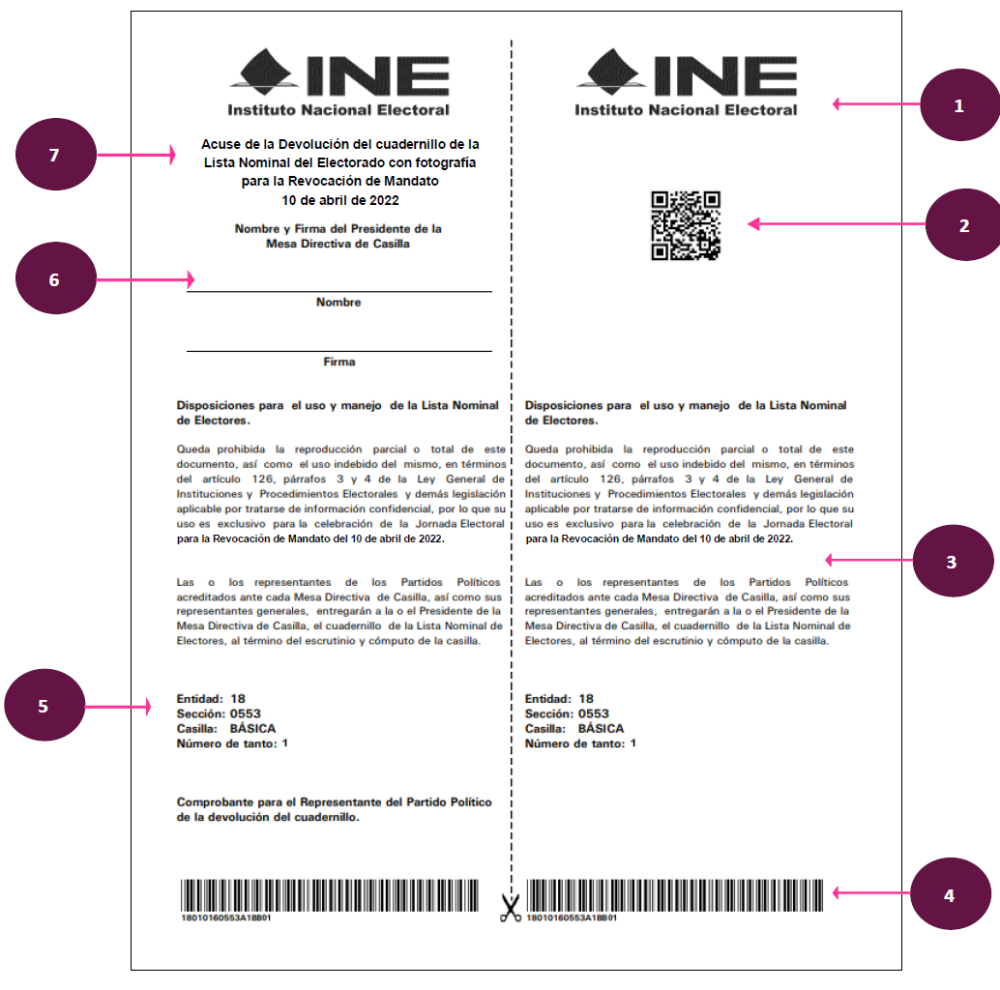 INE
Instituto Nacional Electoral
Acuse de la Devolución del cuadernillo de la
Lista Nominal del Electorado con fotografía
para la Revocación de Mandato
10 de abril de 2022
Nombre y Firma del Presidente de la
Mesa Directiva de Casilla
Nombre
Firma
Disposiciones para el uso y manejo de la Lista Nominal
de Electores.
Queda prohibida la reproducción parcial o total de este
documento, así como el uso indebido del mismo, en términos
del artículo 126, párrafos 3 y 4 de la Ley General de
Instituciones y Procedimientos Electorales y demás legislación
aplicable por tratarse de información confidencial, por lo que su
uso es exclusivo para la celebración de la Jornada Electoral
para la Revocación de Mandato del 10 de abril de 2022.
Las o los representantes de los Partidos Políticos
acreditados ante cada Mesa Directiva de Casilla, así como sus
representantes generales, entregarán a la o el Presidente de la
Mesa Directiva de Casilla, el cuadernillo de la Lista Nominal de
Electores, al término del escrutinio y cómputo de la casilla.
Entidad: 18
Sección: 0553
Casilla: BÁSICA
Número de tanto: 1
Comprobante para el Representante del Partido Político
de la devolución del cuadernillo.
18010160553A1BB01
7
6
5
INE
Instituto Nacional Electoral
Disposiciones para el uso y manejo de la Lista Nominal
de Electores.
Queda prohibida la reproducción parcial o total de este
documento, así como el uso indebido del mismo, en términos
del artículo 126, párrafos 3 y 4 de la Ley General de
Instituciones y Procedimientos Electorales y demás legislación
aplicable por tratarse de información confidencial, por lo que su
uso es exclusivo para la celebración de la Jornada Electoral
para la Revocación de Mandato del 10 de abril de 2022.
Las o los representantes de los Partidos Políticos
acreditados ante cada Mesa Directiva de Casilla, así como sus
representantes generales, entregarán a la o el Presidente de la
Mesa Directiva de Casilla, el cuadernillo de la Lista Nominal de
Electores, al término del escrutinio y cómputo de la casilla.
Entidad: 18
Sección: 0553
Casilla: BÁSICA
Número de tanto: 1
18010160553A1BB01
1
2
3
4